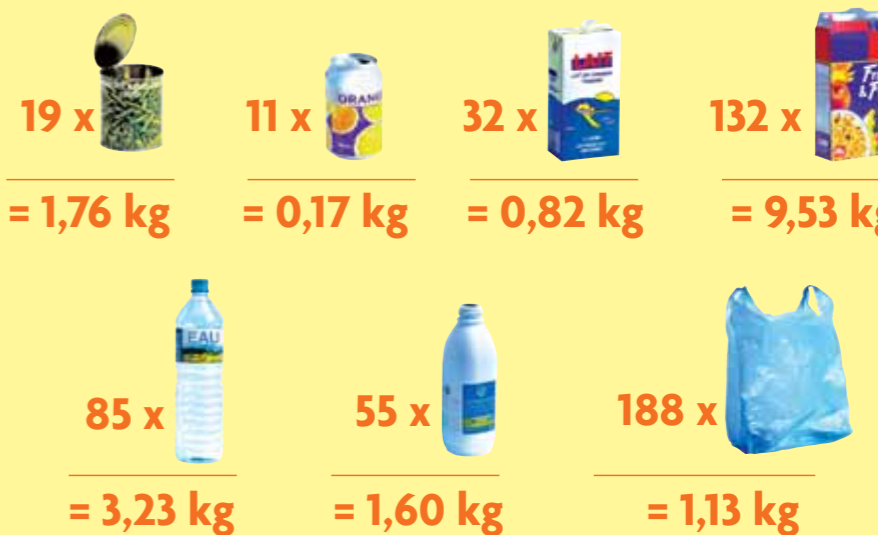 19 x
ORANG
11 x
32 x
132 x
= 1,76 kg
= 0,17 kg
= 0,82 kg
= 9,53 kg
EAU
85 x
55 x
188 x
= 3,23 kg
= 1,60 kg
= 1,13 kg